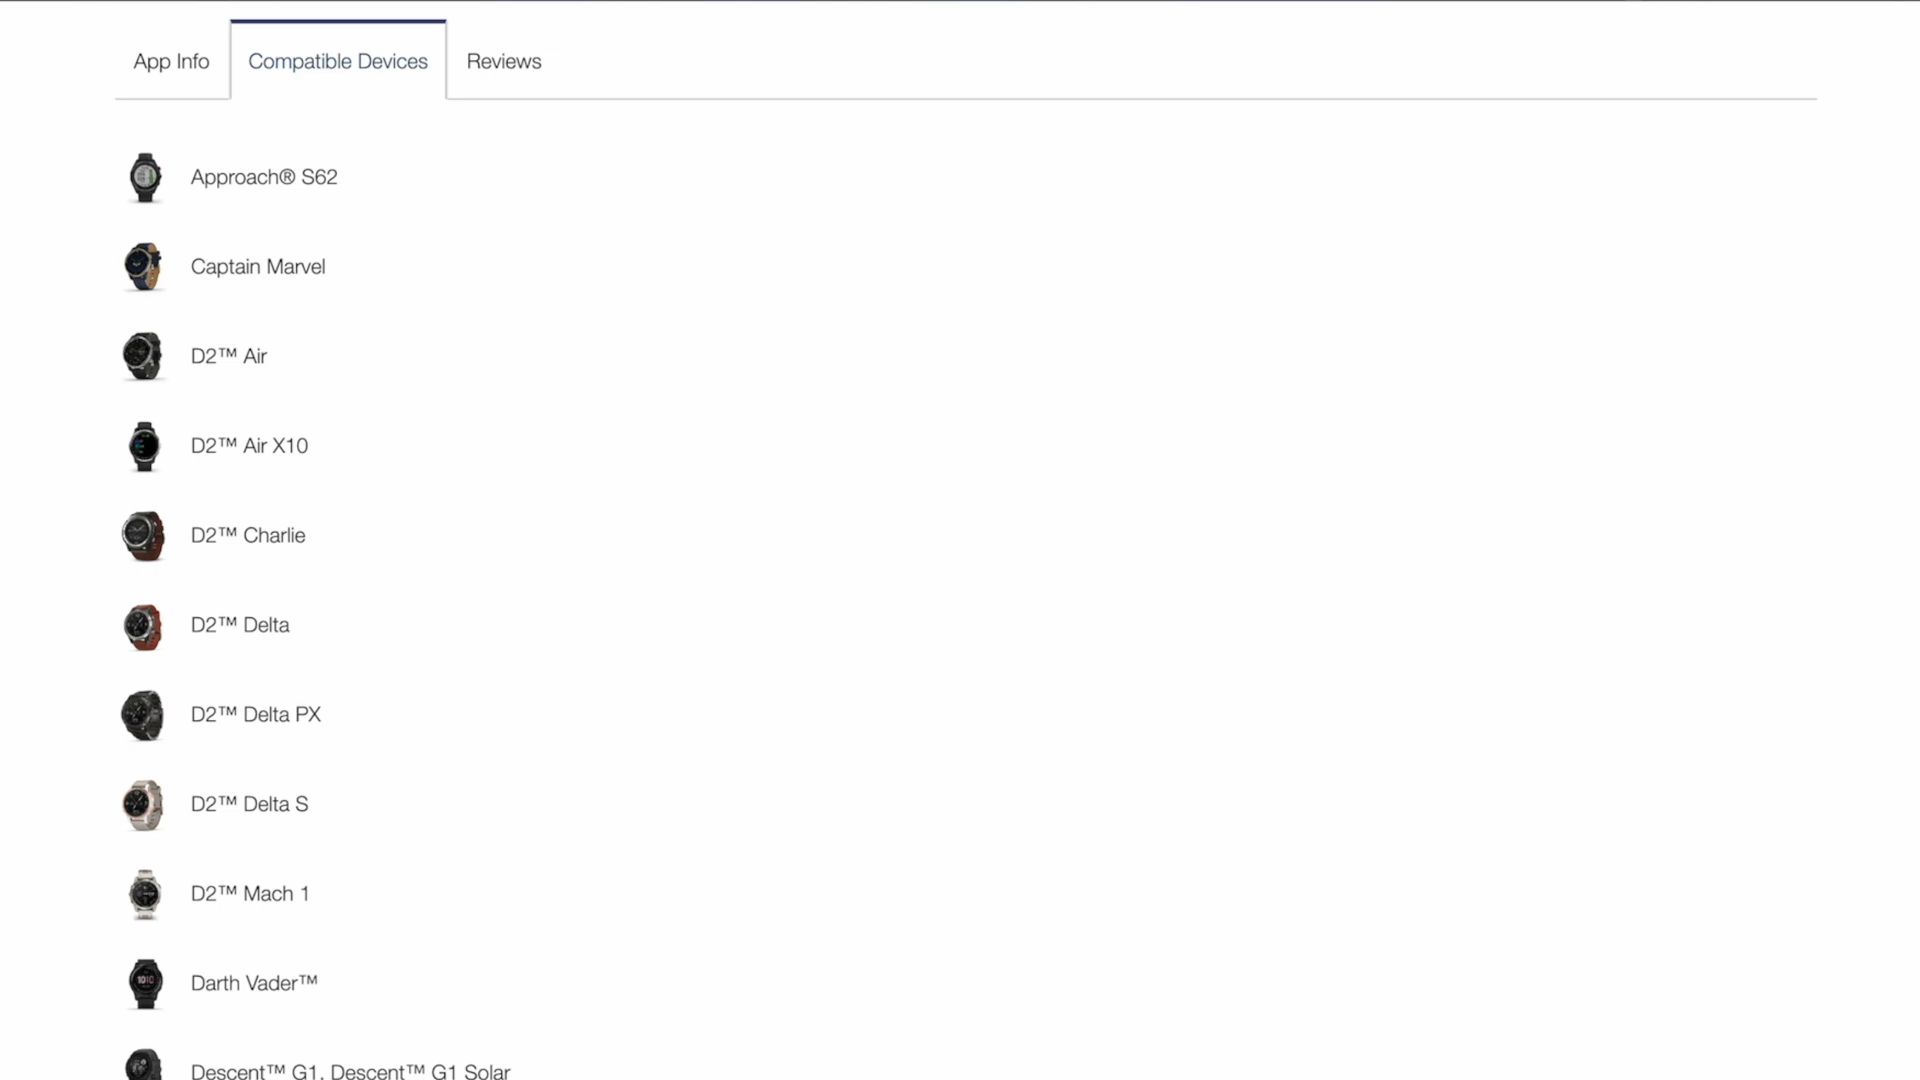 App Info
Compatible Devices
Reviews
Approach® S62
Captain Marvel
D2™ Air
D2™ Air X10
D2™ Charlie
D2™ Delta
D2™ Delta PX
D2™ Delta S
D2™ Mach 1
Darth Vader™
Descent™ G1, Descent™ G1 Solar